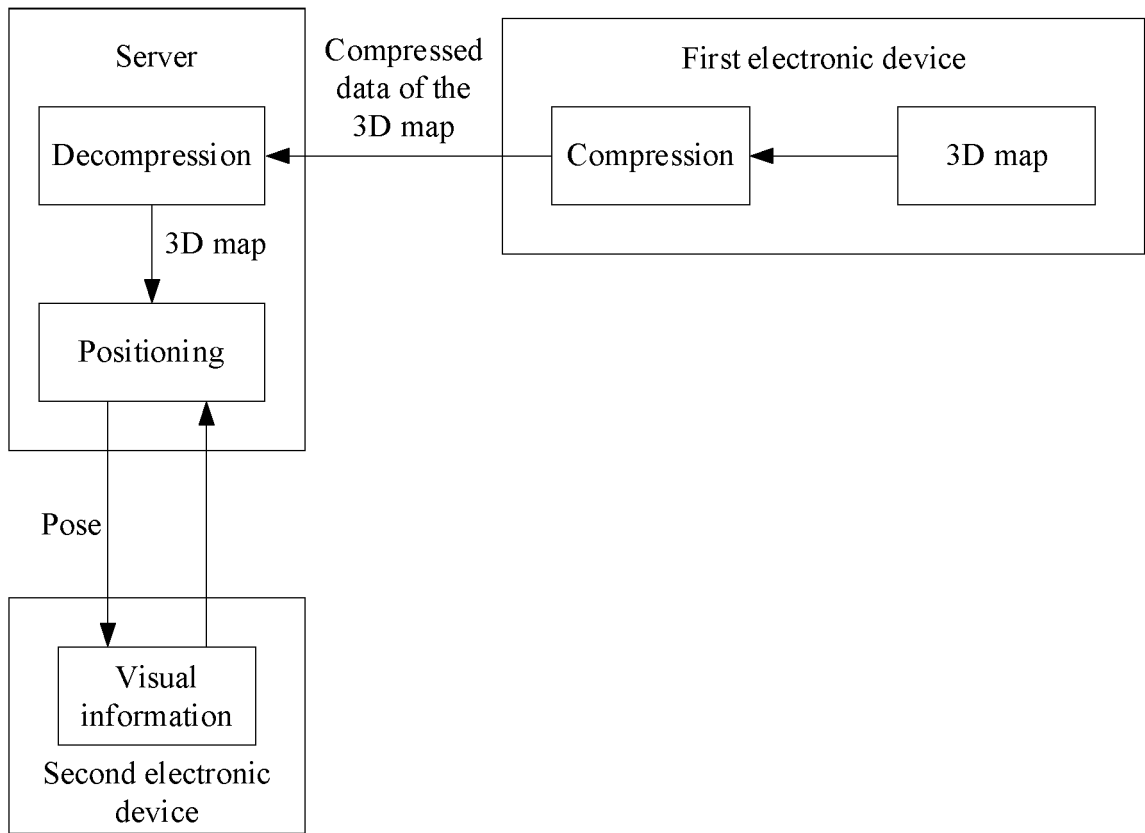 Server
Compressed
data of the
3D map
First electronic device
Decompression
Compression
3D map
3D map
Positioning
Pose
Visual
information
Second electronic
device